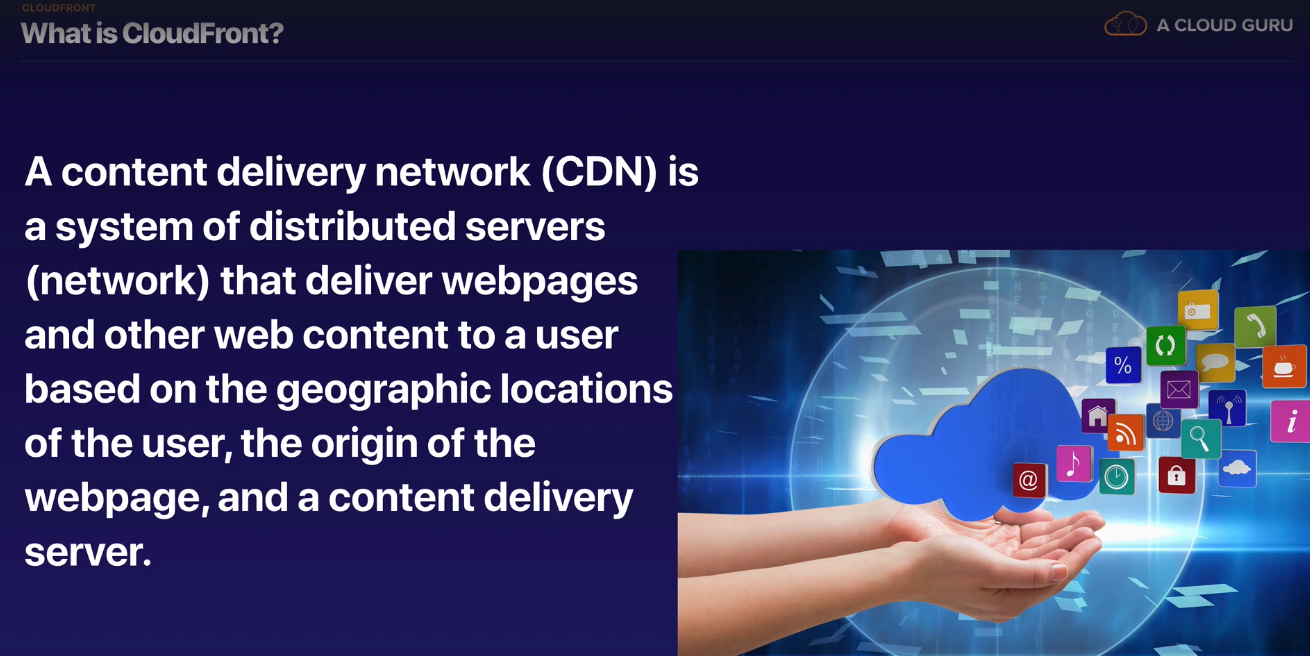 CLOUDFRONT
What is CloudFront?
A CLOUD GURU
A content delivery network (CDN) is
a system of distributed servers
(network) that deliver webpages
and other web content to a user
based on the geographic locations
of the user, the origin of the
webpage, and a content delivery
server.
%
@
i